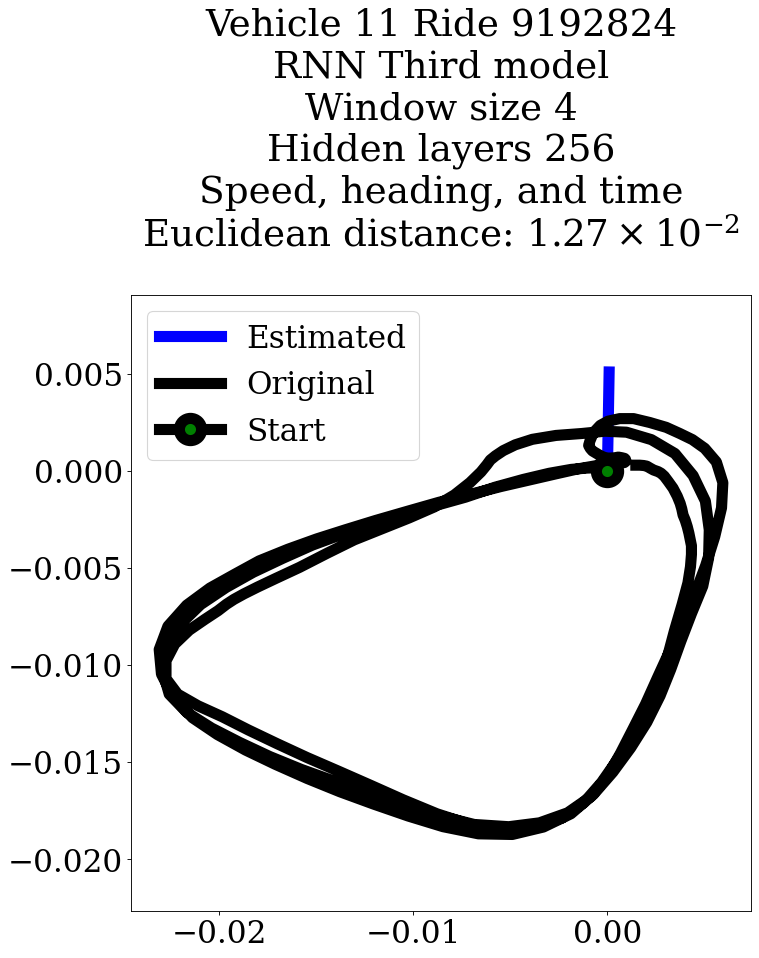 Vehicle 11 Ride 9192824
RNN Third model
Window size 4
Hidden layers 256
Speed, heading, and time
Euclidean distance: 1.27 × 10⁻²
Estimated
Original
Start
0.005
0.000
−0.005
−0.010
−0.015
−0.020
−0.02
−0.01
0.00